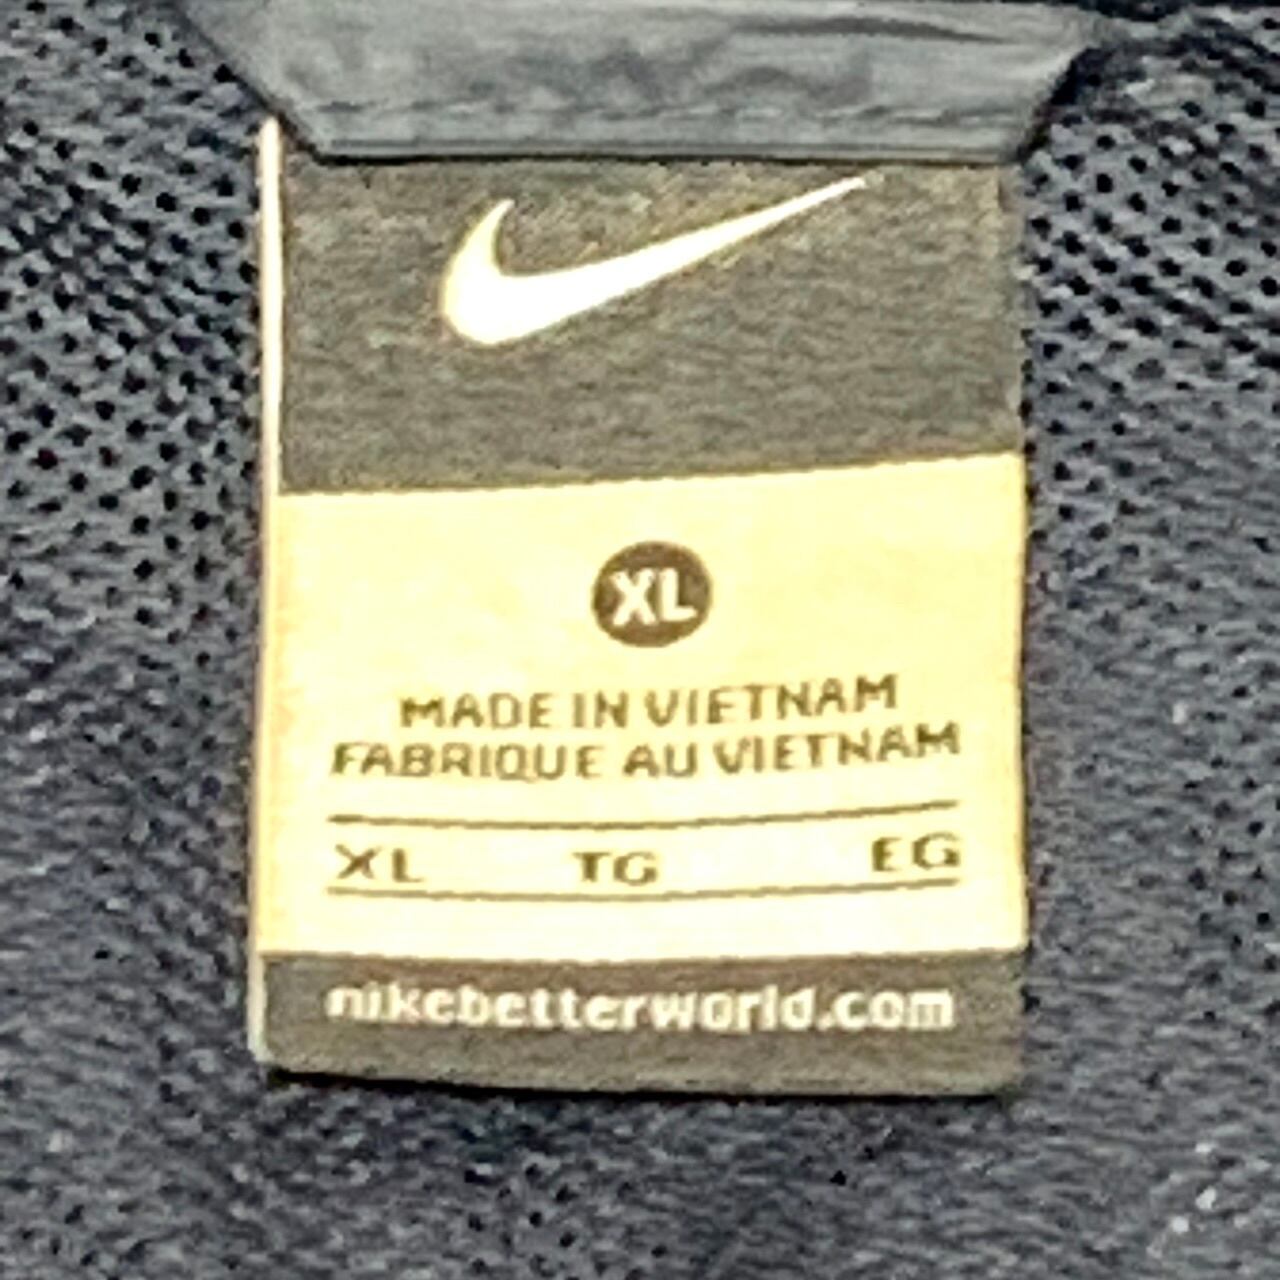 XL
MADE IN VIETNAM
FABRIQUE AU VIETNAM
XL TG EG
nikebetterworld.com